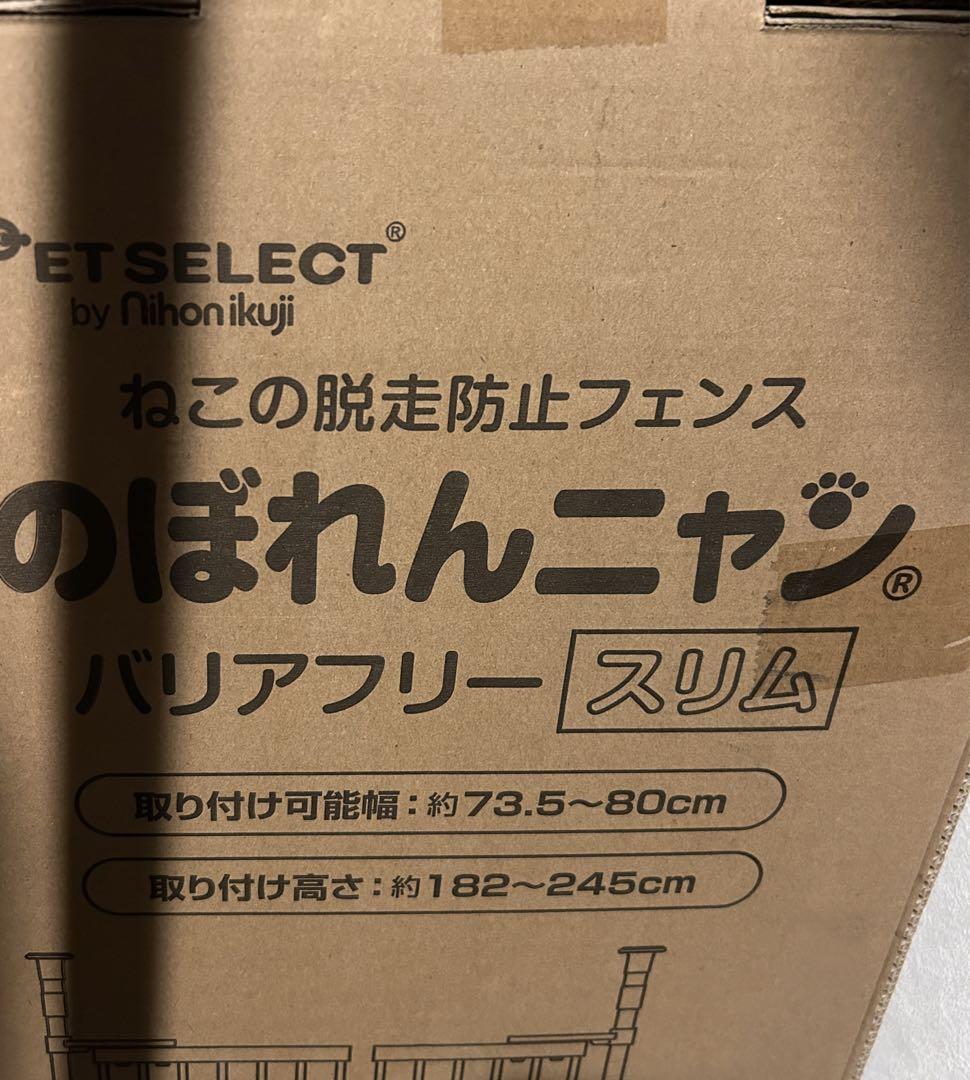 PET SELECT®
by nihon ikuji
ねこの脱走防止フェンス
のぼれんニャン®
バリアフリー スリム
取り付け可能幅：約73.5～80cm
取り付け高さ：約182～245cm